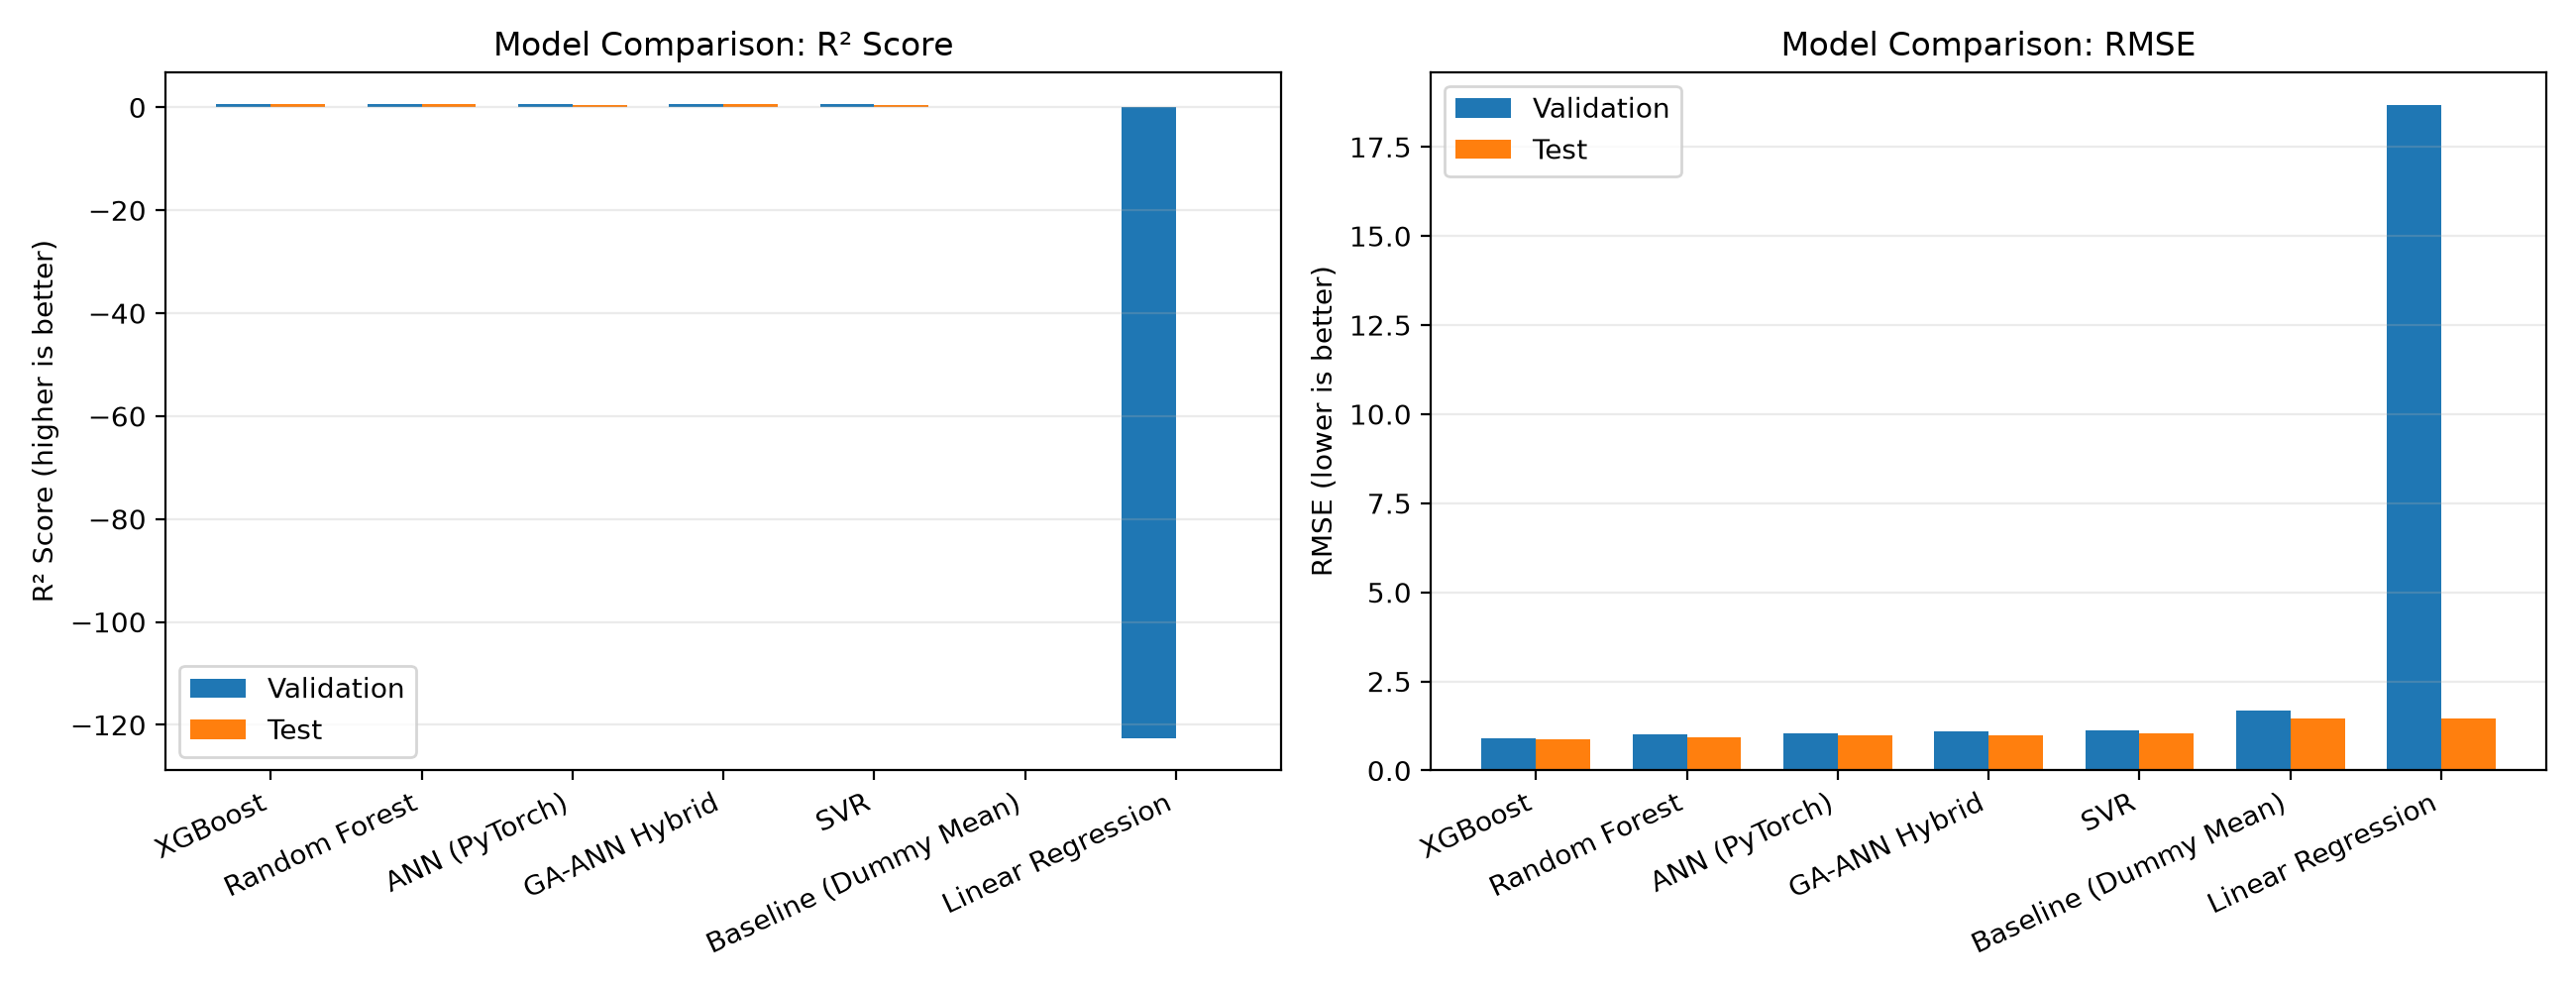 Model Comparison: R² Score
R² Score (higher is better)
0
−20
−40
−60
−80
−100
−120
Validation
Test
XGBoost
Random Forest
ANN (PyTorch)
GA-ANN Hybrid
SVR
Baseline (Dummy Mean)
Linear Regression
Model Comparison: RMSE
RMSE (lower is better)
17.5
15.0
12.5
10.0
7.5
5.0
2.5
0.0
Validation
Test
XGBoost
Random Forest
ANN (PyTorch)
GA-ANN Hybrid
SVR
Baseline (Dummy Mean)
Linear Regression